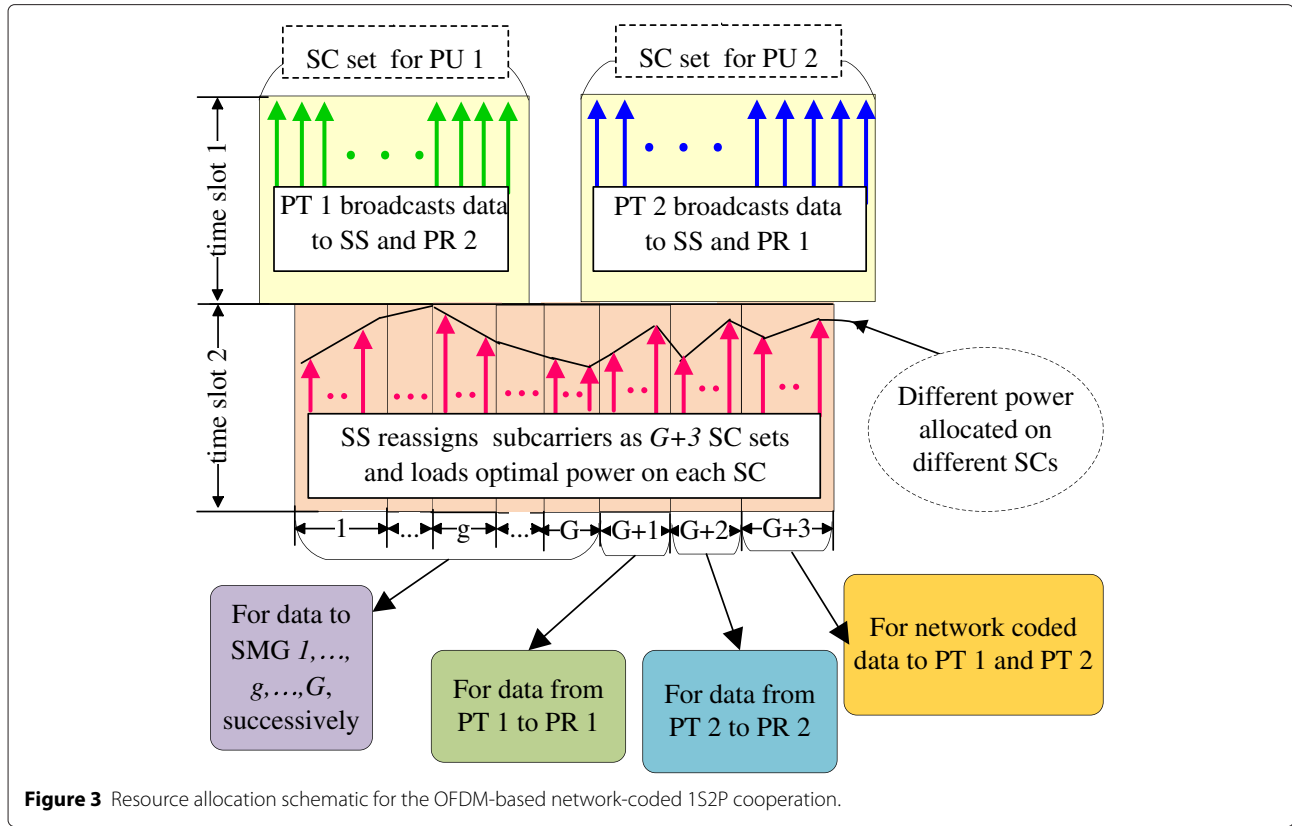 SC set for PU 1
SC set for PU 2
time slot 1
PT 1 broadcasts data
to SS and PR 2
PT 2 broadcasts data
to SS and PR 1
time slot 2
SS reassigns subcarriers as G+3 SC sets
and loads optimal power on each SC
Different power
allocated on
different SCs
1 ... g ... G G+1 G+2 G+3
For data to
SMG 1,...,
g,...,G,
successively
For data from
PT 1 to PR 1
For data from
PT 2 to PR 2
For network coded
data to PT 1 and PT 2
Figure 3 Resource allocation schematic for the OFDM-based network-coded 1S2P cooperation.